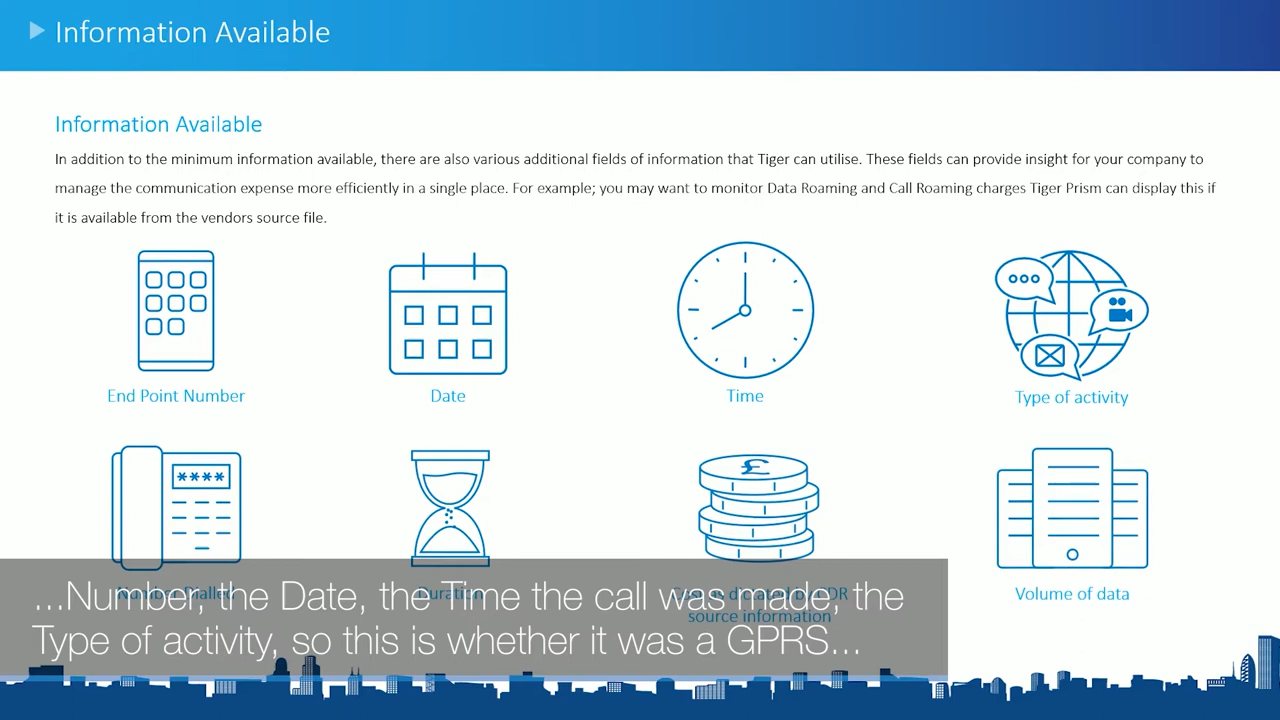 Information Available
Information Available
In addition to the minimum information available, there are also various additional fields of information that Tiger can utilise. These fields can provide insight for your company to
manage the communication expense more efficiently in a single place. For example; you may want to monitor Data Roaming and Call Roaming charges Tiger Prism can display this if
it is available from the vendors source file.
End Point Number
Date
Time
Type of activity
£
****
Number Dialled
Duration
Volume of data
source information
...Number, the Date, the Time the call was made, the
Type of activity, so this is whether it was a GPRS...